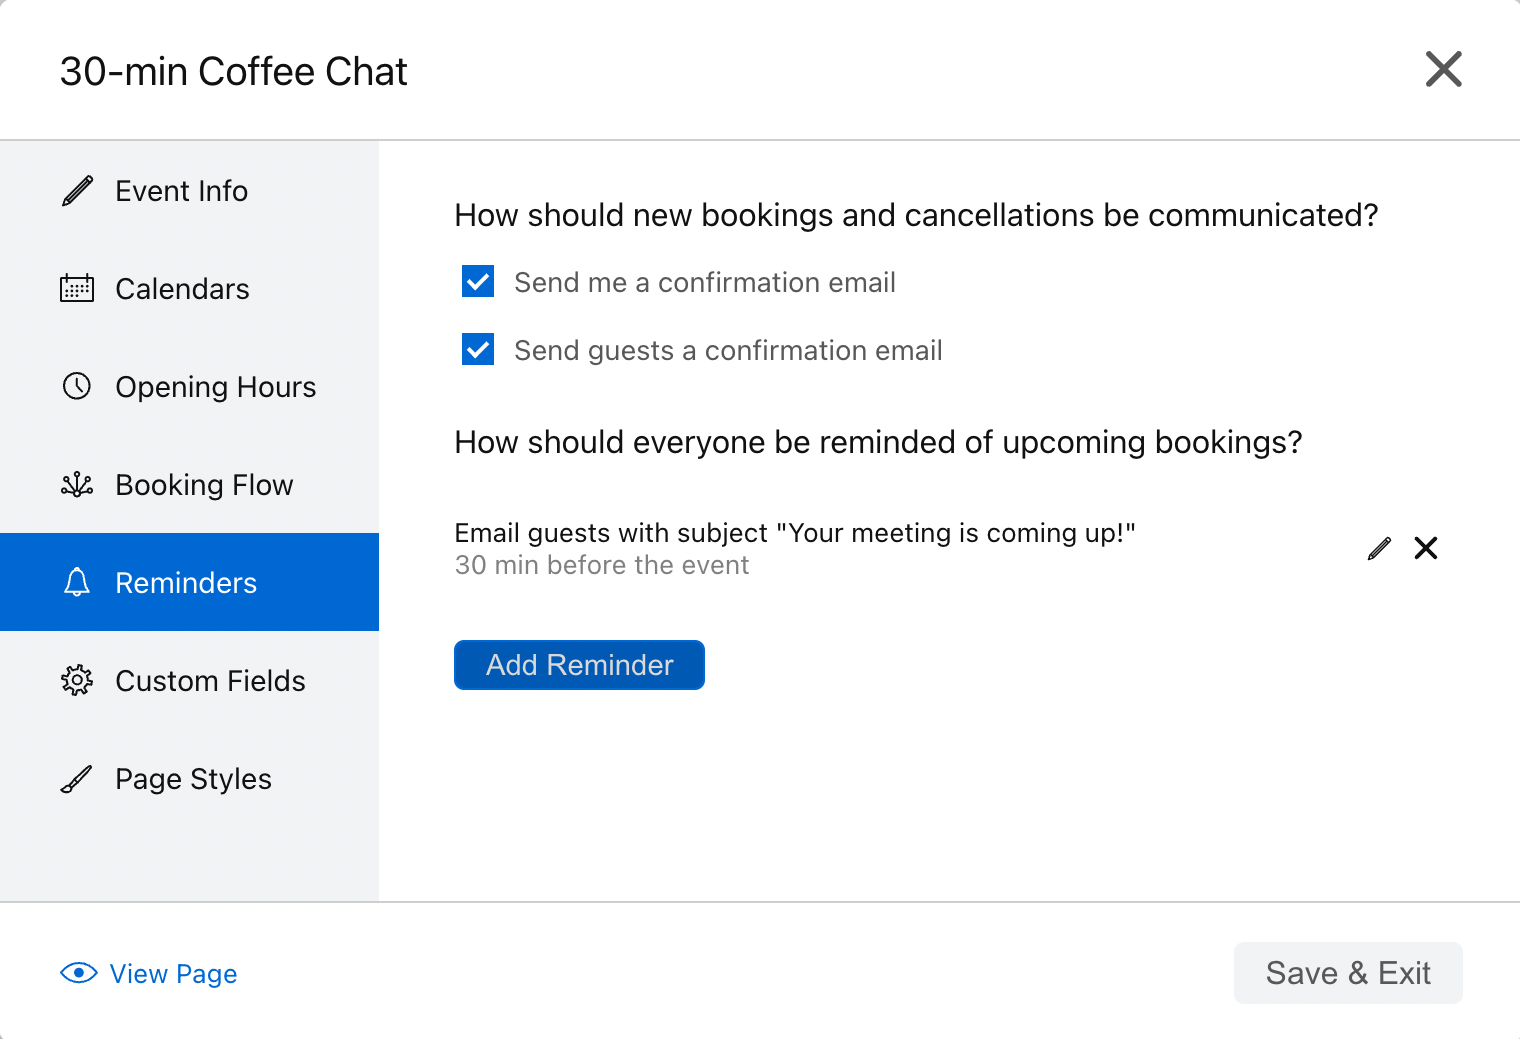 30-min Coffee Chat
Event Info
Calendars
Opening Hours
Booking Flow
Reminders
Custom Fields
Page Styles
How should new bookings and cancellations be communicated?
Send me a confirmation email
Send guests a confirmation email
How should everyone be reminded of upcoming bookings?
Email guests with subject "Your meeting is coming up!"
30 min before the event
Add Reminder
View Page
Save & Exit